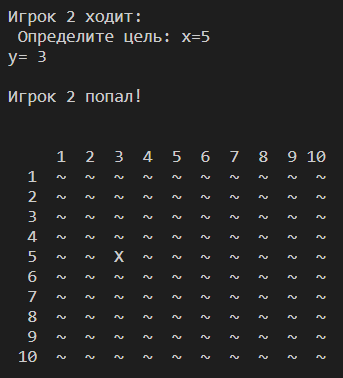 Игрок 2 ходит:
 Определите цель: x=5
y= 3
Игрок 2 попал!
     1  2  3  4  5  6  7  8  9 10
  1  ~  ~  ~  ~  ~  ~  ~  ~  ~  ~
  2  ~  ~  ~  ~  ~  ~  ~  ~  ~  ~
  3  ~  ~  ~  ~  ~  ~  ~  ~  ~  ~
  4  ~  ~  ~  ~  ~  ~  ~  ~  ~  ~
  5  ~  ~  X  ~  ~  ~  ~  ~  ~  ~
  6  ~  ~  ~  ~  ~  ~  ~  ~  ~  ~
  7  ~  ~  ~  ~  ~  ~  ~  ~  ~  ~
  8  ~  ~  ~  ~  ~  ~  ~  ~  ~  ~
  9  ~  ~  ~  ~  ~  ~  ~  ~  ~  ~
 10  ~  ~  ~  ~  ~  ~  ~  ~  ~  ~